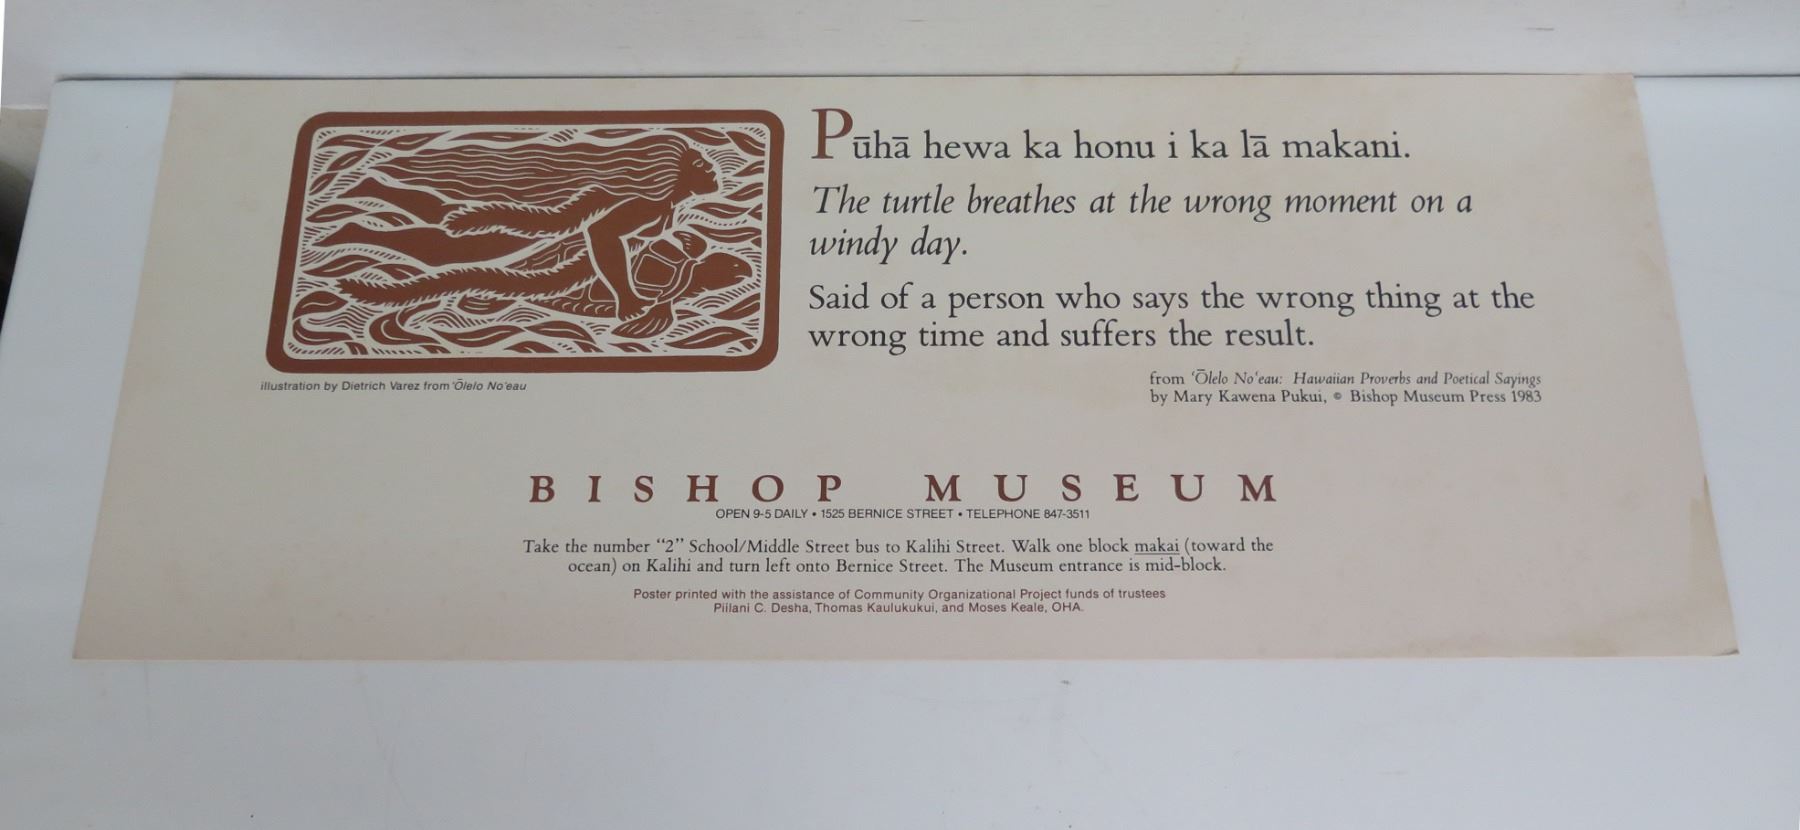 Pūhā hewa ka honu i ka lā makani.
The turtle breathes at the wrong moment on a
windy day.
Said of a person who says the wrong thing at the
wrong time and suffers the result.
illustration by Dietrich Varez from ʻŌlelo No'eau
from ʻŌlelo Noʻeau: Hawaiian Proverbs and Poetical Sayings
by Mary Kawena Pukui, © Bishop Museum Press 1983
BISHOP MUSEUM
OPEN 9-5 DAILY • 1525 BERNICE STREET • TELEPHONE 847-3511
Take the number “2” School/Middle Street bus to Kalihi Street. Walk one block makai (toward the
ocean) on Kalihi and turn left onto Bernice Street. The Museum entrance is mid-block.
Poster printed with the assistance of Community Organizational Project funds of trustees
Piilani C. Desha, Thomas Kaulukukui, and Moses Keale, OHA.